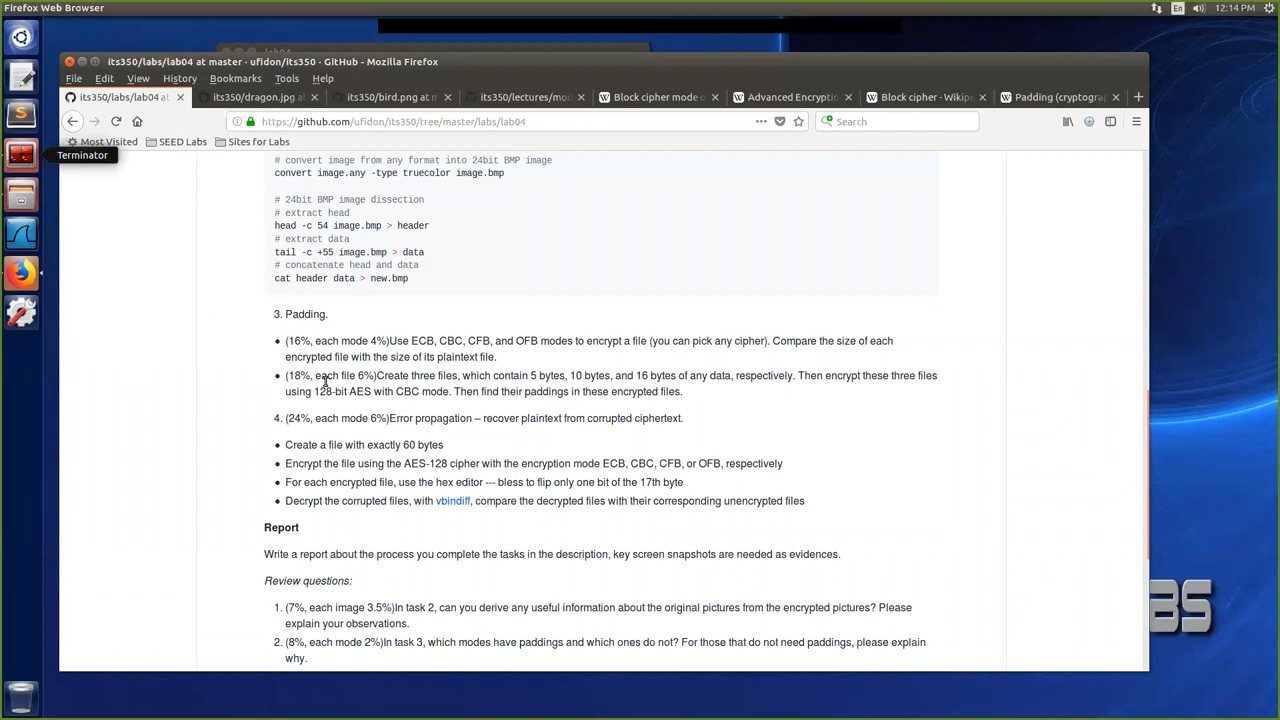 Firefox Web Browser
En
12:14 PM
its350/labs/lab04 at master · ufidon/its350 · GitHub - Mozilla Firefox
File Edit View History Bookmarks Tools Help
its350/labs/lab04 at
its350/dragon.jpg at
its350/bird.png at m
its350/lectures/mod
Block cipher mode o
Advanced Encryptio
Block cipher - Wikipe
Padding (cryptogra
https://github.com/ufidon/its350/tree/master/labs/lab04
Search
Most Visited
SEED Labs
Sites for Labs
Terminator
# convert image from any format into 24bit BMP image
convert image.any -type truecolor image.bmp
# 24bit BMP image dissection
# extract head
head -c 54 image.bmp > header
# extract data
tail -c +55 image.bmp > data
# concatenate head and data
cat header data > new.bmp
3. Padding.
• (16%, each mode 4%)Use ECB, CBC, CFB, and OFB modes to encrypt a file (you can pick any cipher). Compare the size of each
encrypted file with the size of its plaintext file.
• (18%, each file 6%)Create three files, which contain 5 bytes, 10 bytes, and 16 bytes of any data, respectively. Then encrypt these three files
using 128-bit AES with CBC mode. Then find their paddings in these encrypted files.
4. (24%, each mode 6%)Error propagation – recover plaintext from corrupted ciphertext.
• Create a file with exactly 60 bytes
• Encrypt the file using the AES-128 cipher with the encryption mode ECB, CBC, CFB, or OFB, respectively
• For each encrypted file, use the hex editor --- bless to flip only one bit of the 17th byte
• Decrypt the corrupted files, with vbindiff, compare the decrypted files with their corresponding unencrypted files
Report
Write a report about the process you complete the tasks in the description, key screen snapshots are needed as evidences.
Review questions:
1. (7%, each image 3.5%)In task 2, can you derive any useful information about the original pictures from the encrypted pictures? Please
explain your observations.
2. (8%, each mode 2%)In task 3, which modes have paddings and which ones do not? For those that do not need paddings, please explain
why.